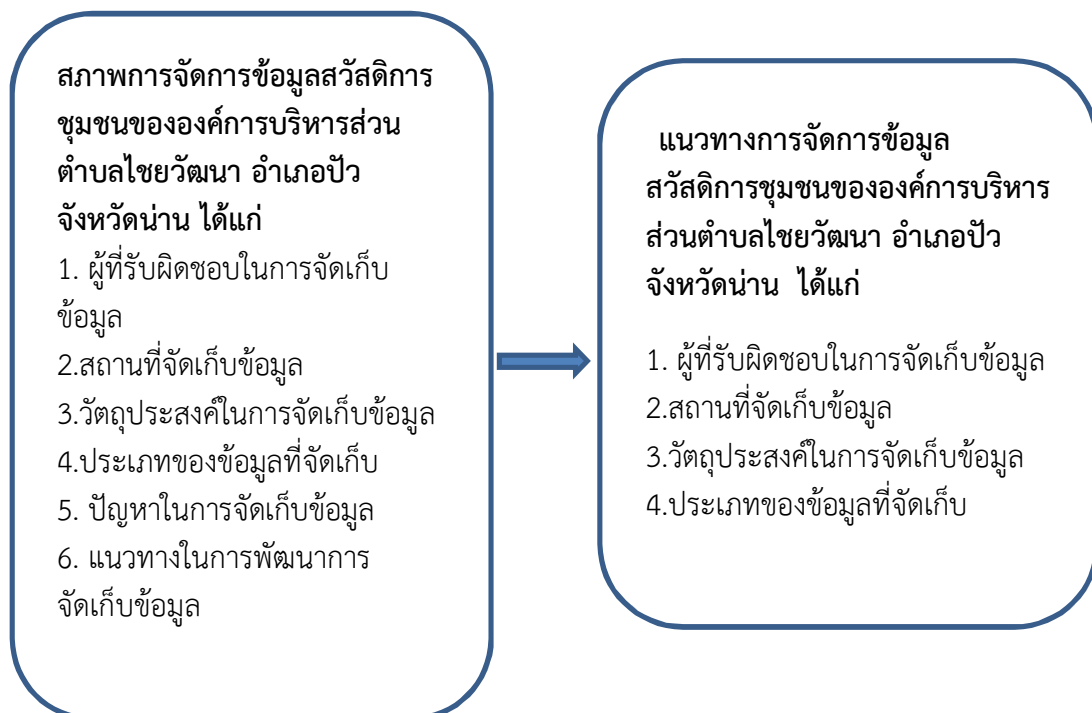 สภาพการจัดการข้อมูลสวัสดิการ
ชุมชนขององค์การบริหารส่วน
ตำบลไชยวัฒนา อำเภอปัว
จังหวัดน่าน ได้แก่
1. ผู้ที่รับผิดชอบในการจัดเก็บ
ข้อมูล
2.สถานที่จัดเก็บข้อมูล
3.วัตถุประสงค์ในการจัดเก็บข้อมูล
4.ประเภทของข้อมูลที่จัดเก็บ
5. ปัญหาในการจัดเก็บข้อมูล
6. แนวทางในการพัฒนาการ
จัดเก็บข้อมูล
แนวทางการจัดการข้อมูล
สวัสดิการชุมชนขององค์การบริหาร
ส่วนตำบลไชยวัฒนา อำเภอปัว
จังหวัดน่าน ได้แก่
1. ผู้ที่รับผิดชอบในการจัดเก็บข้อมูล
2.สถานที่จัดเก็บข้อมูล
3.วัตถุประสงค์ในการจัดเก็บข้อมูล
4.ประเภทของข้อมูลที่จัดเก็บ